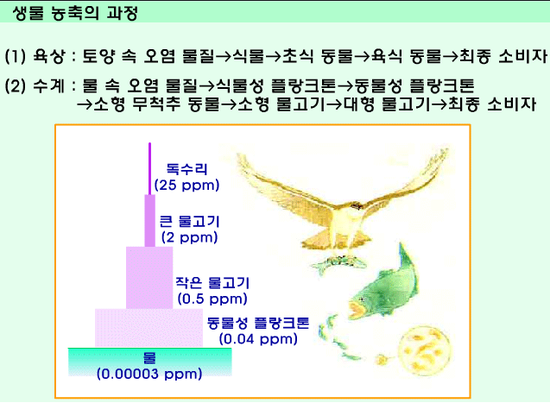 생물 농축의 과정
(1) 육상 : 토양 속 오염 물질→식물→초식 동물→육식 동물→최종 소비자
(2) 수계 : 물 속 오염 물질→식물성 플랑크톤→동물성 플랑크톤
→소형 무척추 동물→소형 물고기→대형 물고기→최종 소비자
독수리
(25 ppm)
큰 물고기
(2 ppm)
작은 물고기
(0.5 ppm)
동물성 플랑크톤
(0.04 ppm)
물
(0.00003 ppm)